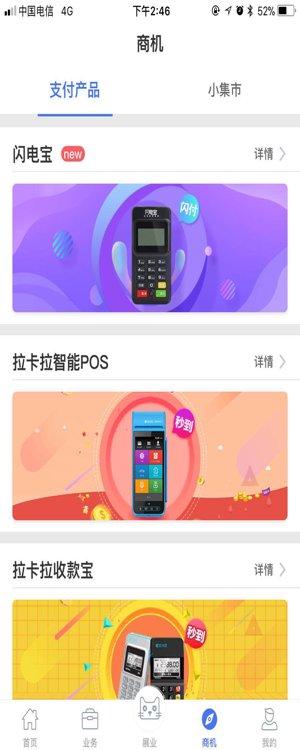 中国电信 4G 下午2:46 52%
商机
支付产品 小集市
闪电宝 new 详情
闪电宝
闪付
拉卡拉智能POS 详情
秒到
拉卡拉收款宝 详情
秒到
首页 业务 展业 商机 我的